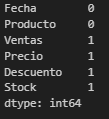 Fecha 0
Producto 0
Ventas 1
Precio 1
Descuento 1
Stock 1
dtype: int64